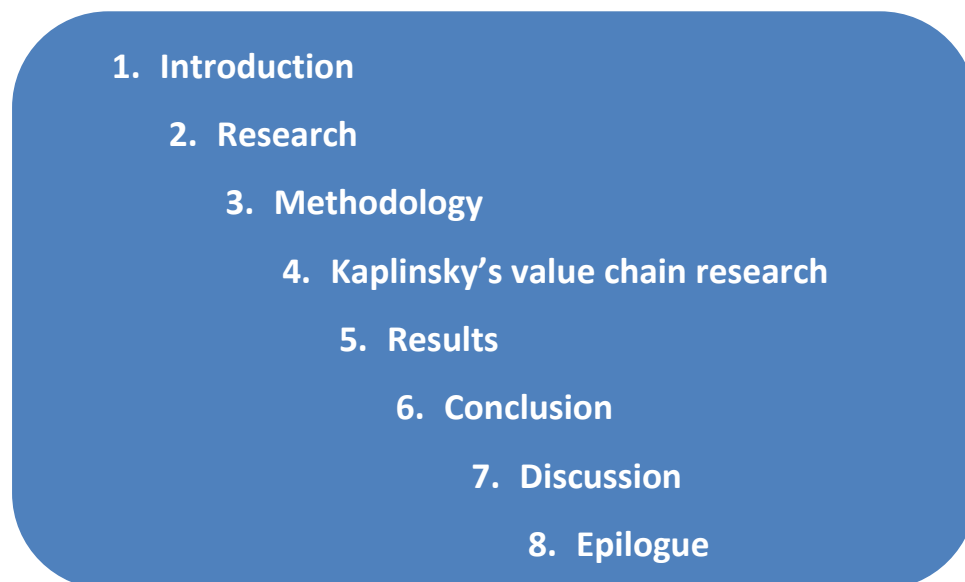 1. Introduction
2. Research
3. Methodology
4. Kaplinsky’s value chain research
5. Results
6. Conclusion
7. Discussion
8. Epilogue